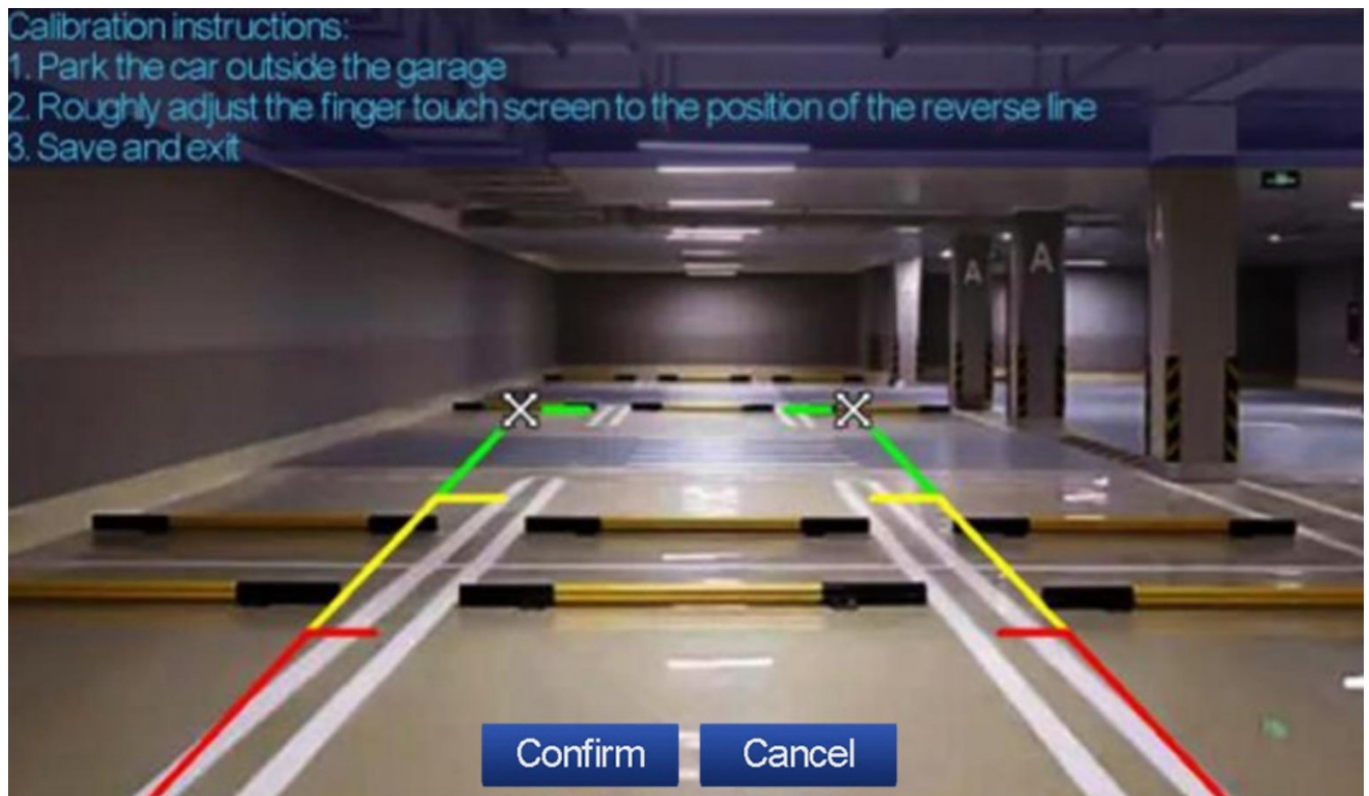 Calibration instructions:
1. Park the car outside the garage
2. Roughly adjust the finger touch screen to the position of the reverse line
3. Save and exit
A
A
Confirm
Cancel